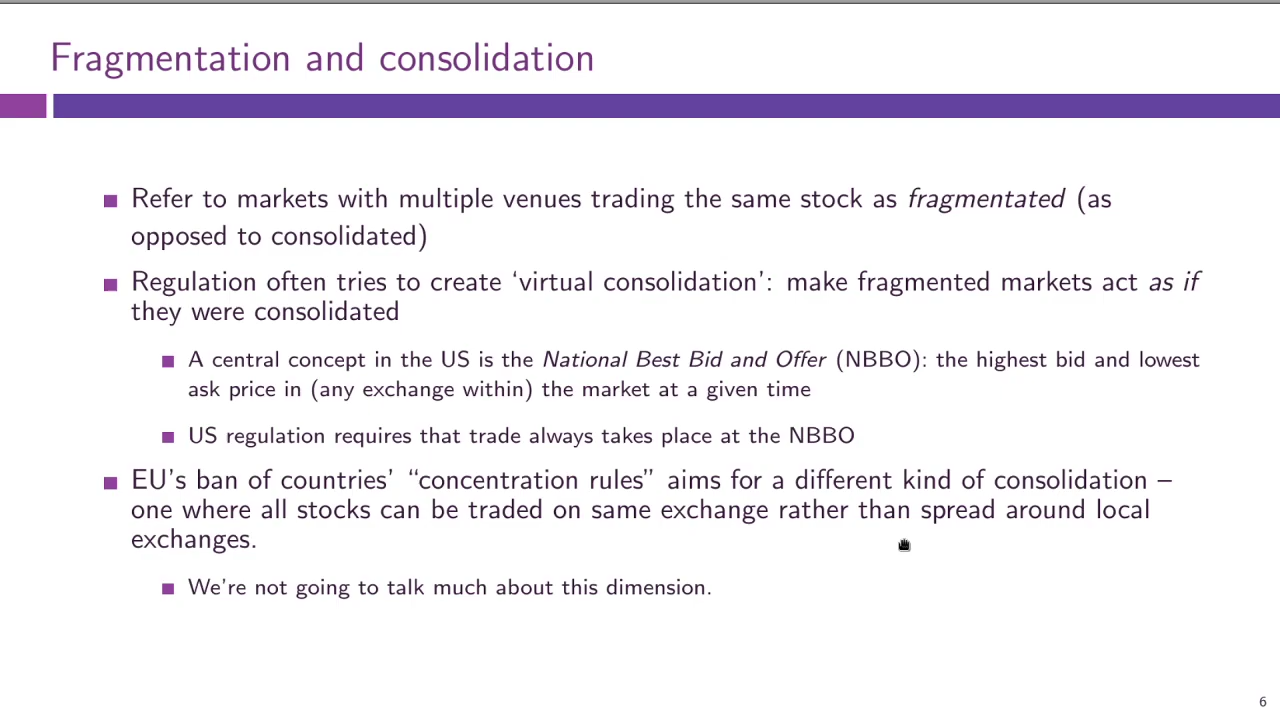 Fragmentation and consolidation
Refer to markets with multiple venues trading the same stock as fragmentated (as
opposed to consolidated)
Regulation often tries to create ‘virtual consolidation’: make fragmented markets act as if
they were consolidated
A central concept in the US is the National Best Bid and Offer (NBBO): the highest bid and lowest
ask price in (any exchange within) the market at a given time
US regulation requires that trade always takes place at the NBBO
EU’s ban of countries’ “concentration rules” aims for a different kind of consolidation –
one where all stocks can be traded on same exchange rather than spread around local
exchanges.
We’re not going to talk much about this dimension.
6